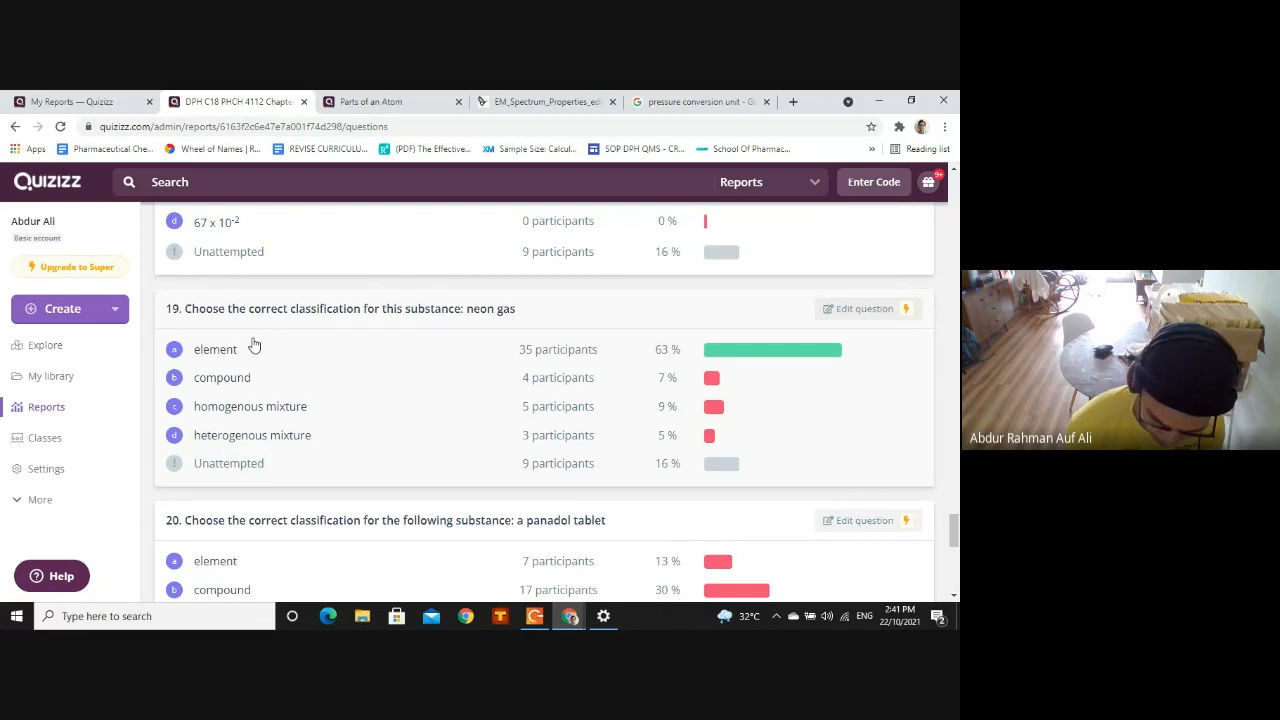 My Reports — Quizizz
DPH C18 PHCH 4112 Chapte
Parts of an Atom
EM_Spectrum_Properties_edi
pressure conversion unit - G
quizizz.com/admin/reports/6163f2c6e47e7a001f74d298/questions
Apps
Pharmaceutical Che...
Wheel of Names | R...
REVISE CURRICULU...
(PDF) The Effective...
XM Sample Size: Calcul...
SOP DPH QMS - CR...
School Of Pharmac...
»
Reading list
QUIZIZZ
Search
Reports
Enter Code
9+
Abdur Ali
Basic account
Upgrade to Super
Create
Explore
My library
Reports
Classes
Settings
More
Help
d 67 x 10-2 0 participants 0 %
! Unattempted 9 participants 16 %
19. Choose the correct classification for this substance: neon gas Edit question
a element 35 participants 63 %
b compound 4 participants 7 %
c homogenous mixture 5 participants 9 %
d heterogenous mixture 3 participants 5 %
! Unattempted 9 participants 16 %
20. Choose the correct classification for the following substance: a panadol tablet Edit question
a element 7 participants 13 %
b compound 17 participants 30 %
Abdur Rahman Auf Ali
Type here to search
32°C
ENG
2:41 PM
22/10/2021
2